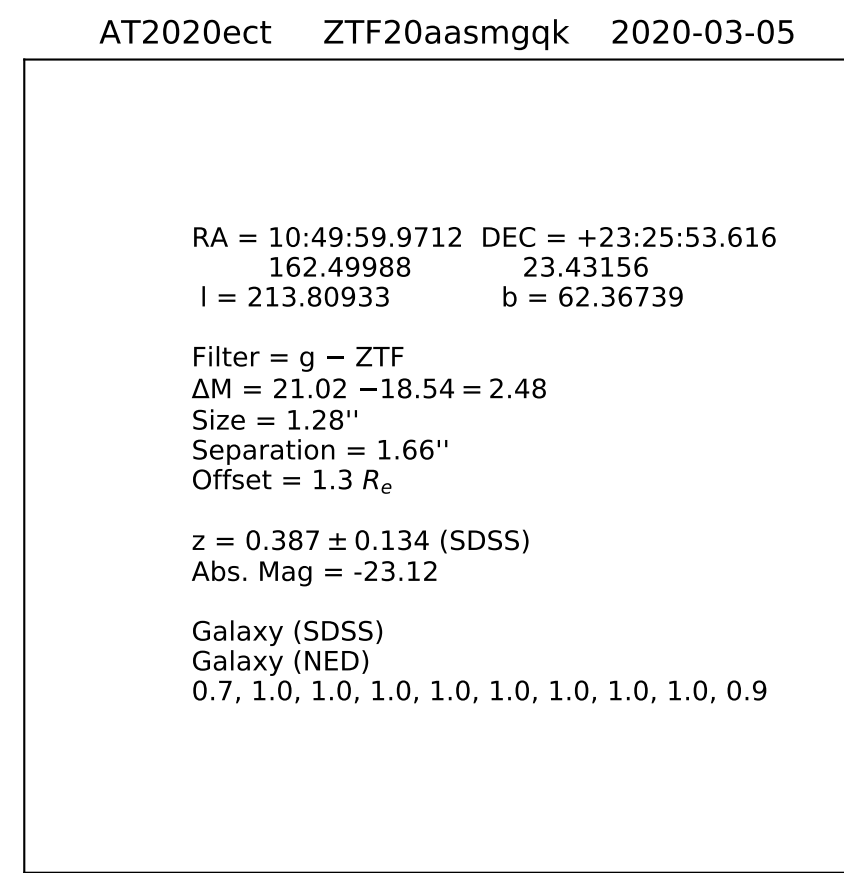 AT2020ect ZTF20aasmgqk 2020-03-05
RA = 10:49:59.9712 DEC = +23:25:53.616
162.49988 23.43156
l = 213.80933 b = 62.36739
Filter = g − ZTF
ΔM = 21.02 −18.54 = 2.48
Size = 1.28''
Separation = 1.66''
Offset = 1.3 Rₑ
z = 0.387 ± 0.134 (SDSS)
Abs. Mag = -23.12
Galaxy (SDSS)
Galaxy (NED)
0.7, 1.0, 1.0, 1.0, 1.0, 1.0, 1.0, 1.0, 1.0, 0.9